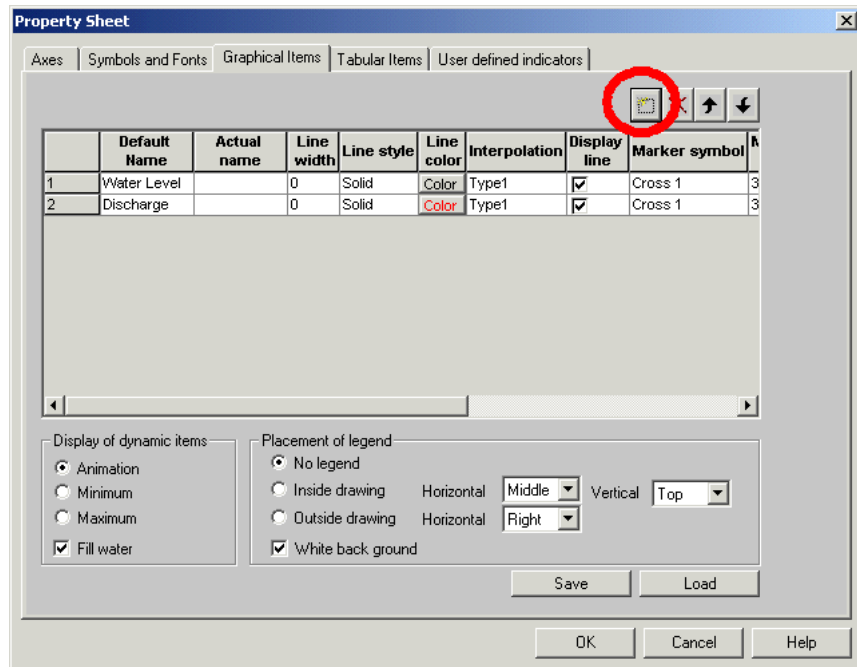 Property Sheet
Axes Symbols and Fonts Graphical Items Tabular Items User defined indicators
Default Name Actual name Line width Line style Line color Interpolation Display line Marker symbol M
1 Water Level 0 Solid Color Type1 Cross 1 3
2 Discharge 0 Solid Color Type1 Cross 1 3
Display of dynamic items
Animation
Minimum
Maximum
Fill water
Placement of legend
No legend
Inside drawing Horizontal Middle Vertical Top
Outside drawing Horizontal Right
White back ground
Save Load
OK Cancel Help